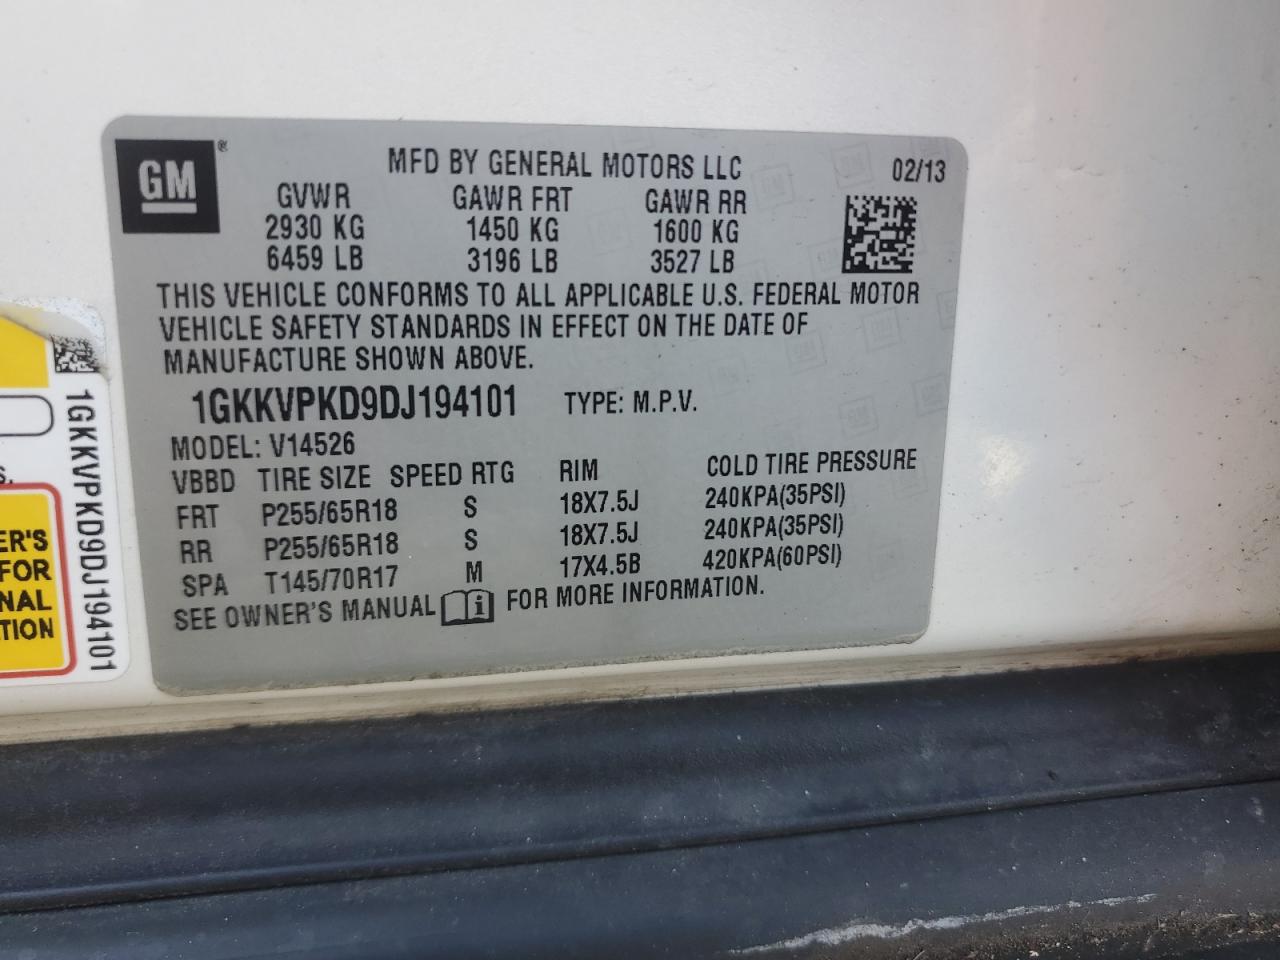 GM
®
MFD BY GENERAL MOTORS LLC
02/13
GVWR GAWR FRT GAWR RR
2930 KG 1450 KG 1600 KG
6459 LB 3196 LB 3527 LB
THIS VEHICLE CONFORMS TO ALL APPLICABLE U.S. FEDERAL MOTOR
VEHICLE SAFETY STANDARDS IN EFFECT ON THE DATE OF
MANUFACTURE SHOWN ABOVE.
1GKKVPKD9DJ194101 TYPE: M.P.V.
MODEL: V14526
VBBD TIRE SIZE SPEED RTG RIM COLD TIRE PRESSURE
FRT P255/65R18 S 18X7.5J 240KPA(35PSI)
RR P255/65R18 S 18X7.5J 240KPA(35PSI)
SPA T145/70R17 M 17X4.5B 420KPA(60PSI)
SEE OWNER'S MANUAL i FOR MORE INFORMATION.
1GKKVPKD9DJ194101
S.
ER'S
FOR
NAL
TION